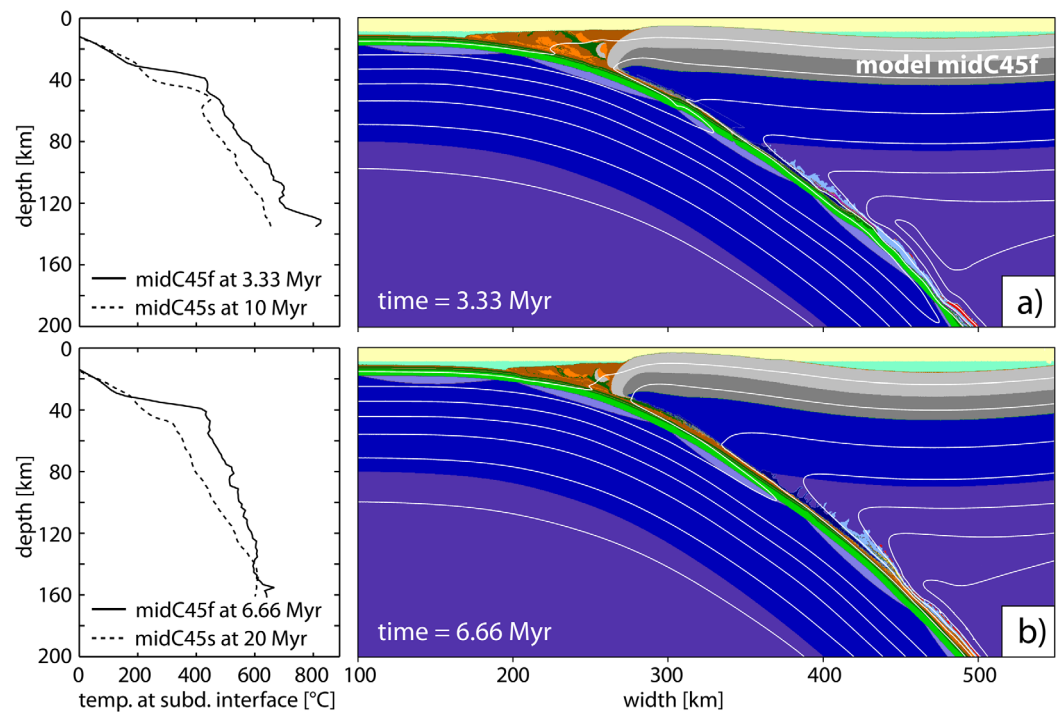 0
40
80
120
160
200
depth [km]
midC45f at 3.33 Myr
midC45s at 10 Myr
model midC45f
time = 3.33 Myr
a)
0
40
80
120
160
200
depth [km]
midC45f at 6.66 Myr
midC45s at 20 Myr
0 200 400 600 800
temp. at subd. interface [°C]
time = 6.66 Myr
b)
100 200 300 400 500
width [km]